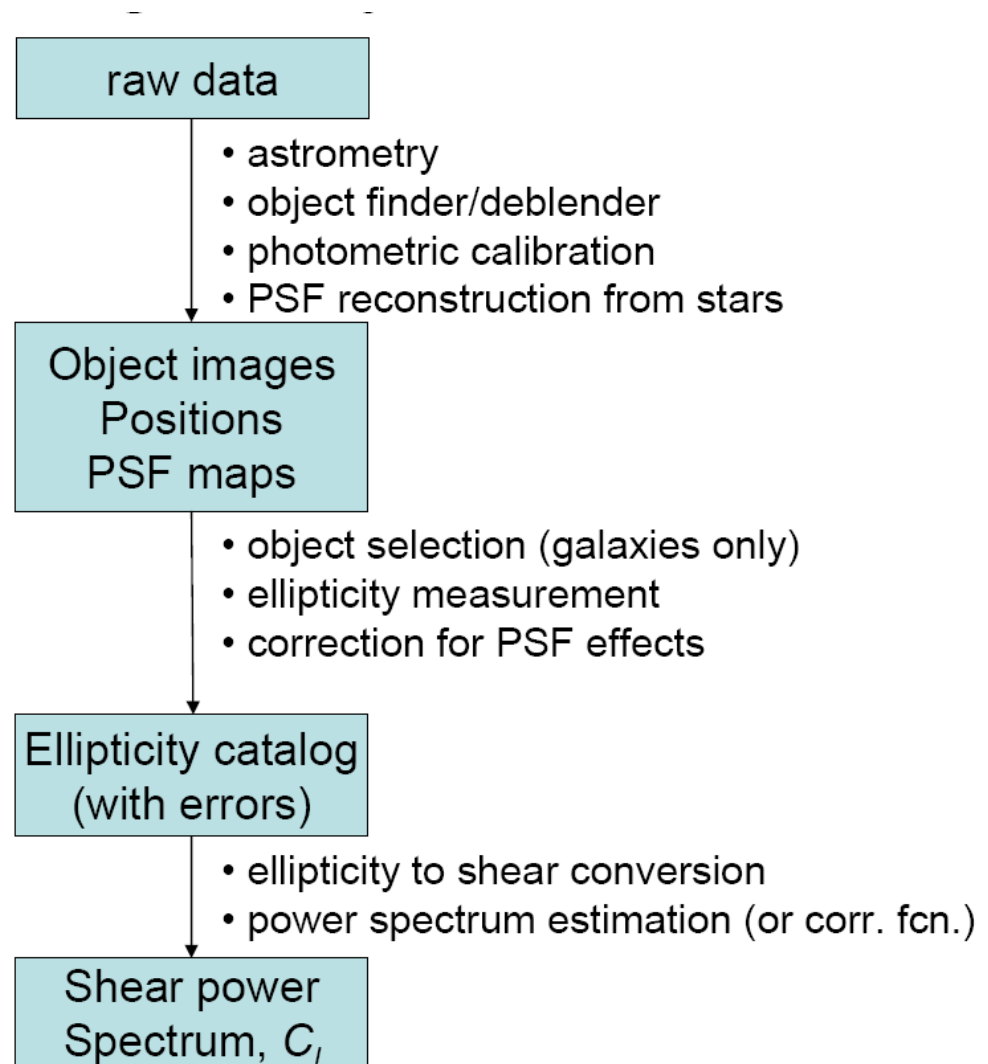 raw data
• astrometry
• object finder/deblender
• photometric calibration
• PSF reconstruction from stars
Object images
Positions
PSF maps
• object selection (galaxies only)
• ellipticity measurement
• correction for PSF effects
Ellipticity catalog
(with errors)
• ellipticity to shear conversion
• power spectrum estimation (or corr. fcn.)
Shear power
Spectrum, C_l